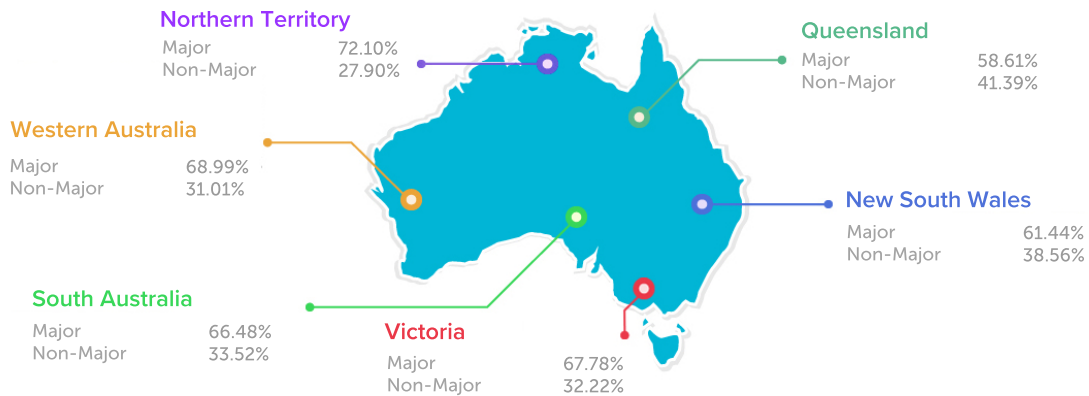 Northern Territory
Major 72.10%
Non-Major 27.90%
Queensland
Major 58.61%
Non-Major 41.39%
Western Australia
Major 68.99%
Non-Major 31.01%
New South Wales
Major 61.44%
Non-Major 38.56%
South Australia
Major 66.48%
Non-Major 33.52%
Victoria
Major 67.78%
Non-Major 32.22%